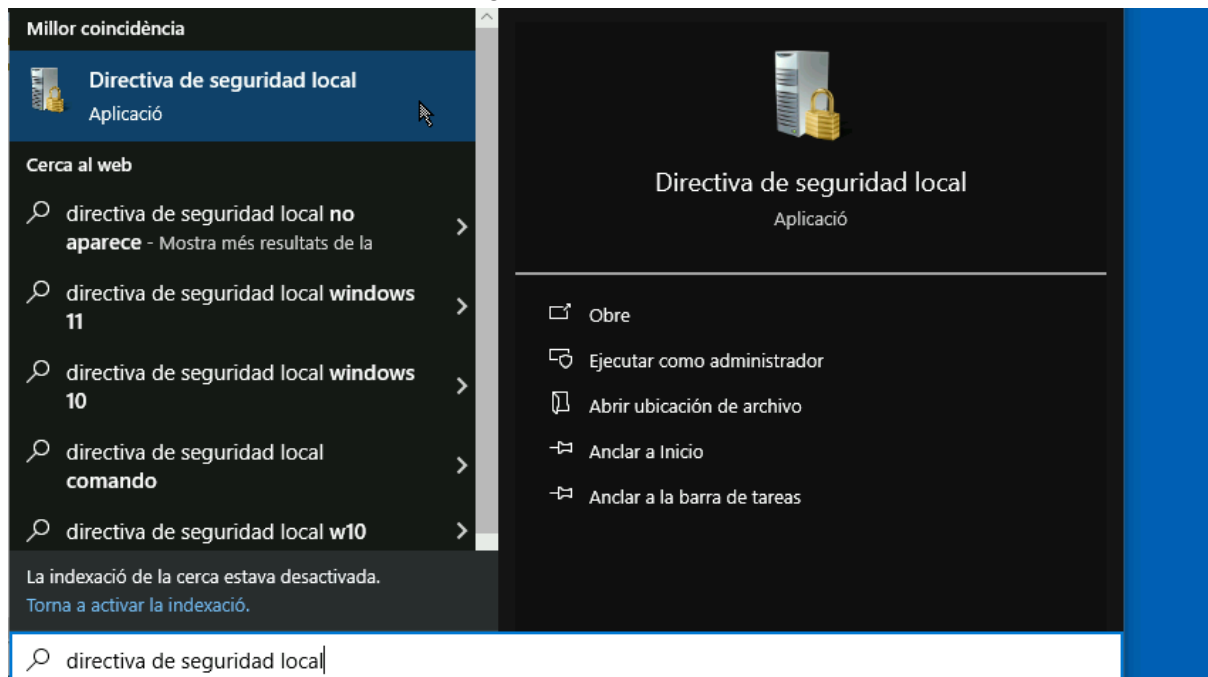 Millor coincidència
Directiva de seguridad local
Aplicació
Cerca al web
directiva de seguridad local no
aparece - Mostra més resultats de la
directiva de seguridad local windows
11
directiva de seguridad local windows
10
directiva de seguridad local
comando
directiva de seguridad local w10
La indexació de la cerca estava desactivada.
Torna a activar la indexació.
directiva de seguridad local
Directiva de seguridad local
Aplicació
Obre
Ejecutar como administrador
Abrir ubicación de archivo
Anclar a Inicio
Anclar a la barra de tareas